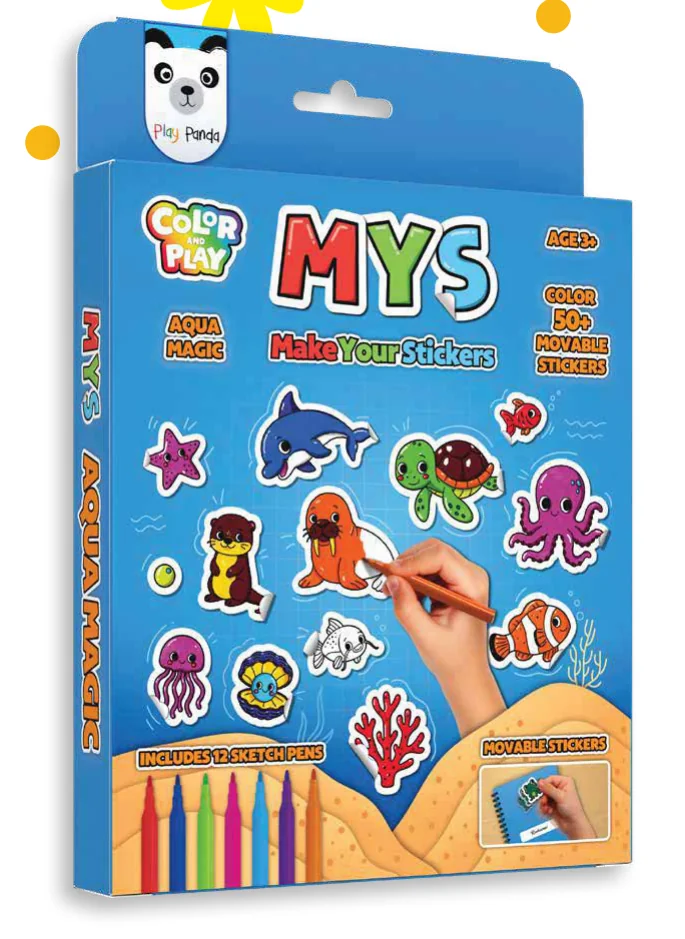 Play Panda
COLOR
AND
PLAY
MYS
AGE 3+
AQUA
MAGIC
Make Your Stickers
COLOR
50+
MOVABLE
STICKERS
MYS AQUA MAGIC
INCLUDES 12 SKETCH PENS
MOVABLE STICKERS